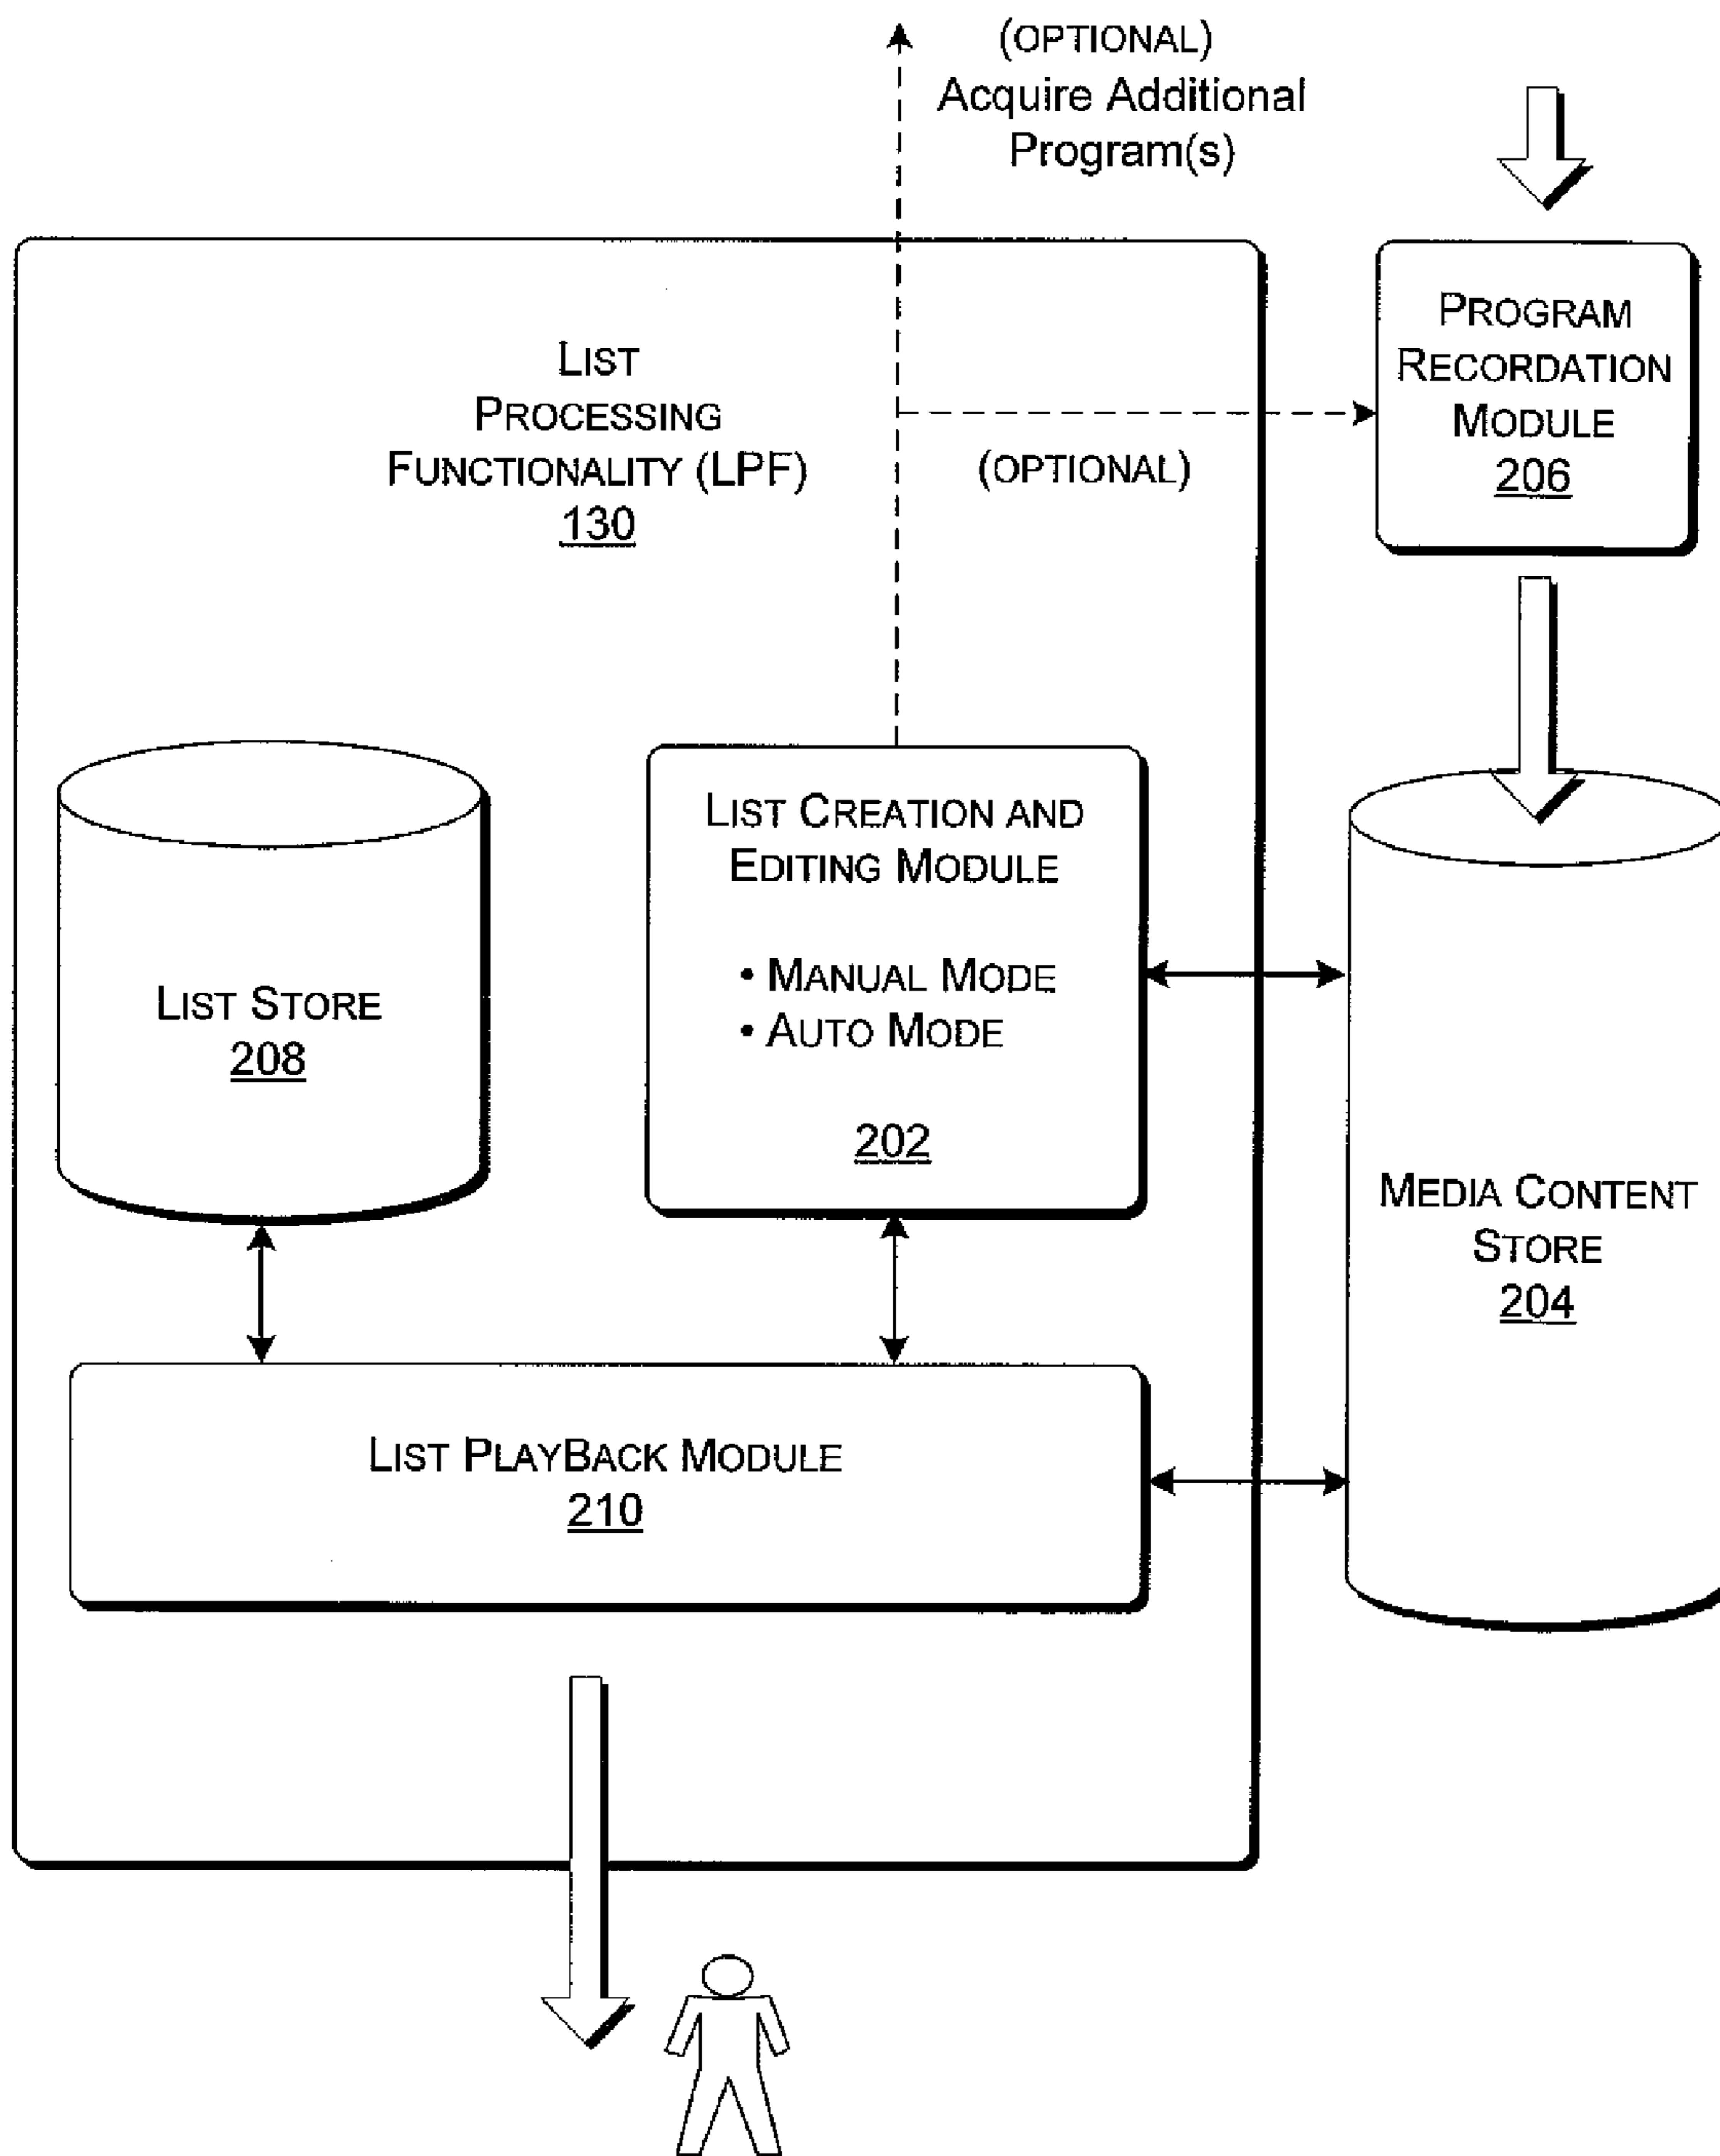 (OPTIONAL)
Acquire Additional
Program(s)
PROGRAM
RECORDATION
MODULE
206
LIST
PROCESSING
FUNCTIONALITY (LPF)
130
(OPTIONAL)
LIST CREATION AND
EDITING MODULE
• MANUAL MODE
• AUTO MODE
202
LIST STORE
208
MEDIA CONTENT
STORE
204
LIST PLAYBACK MODULE
210